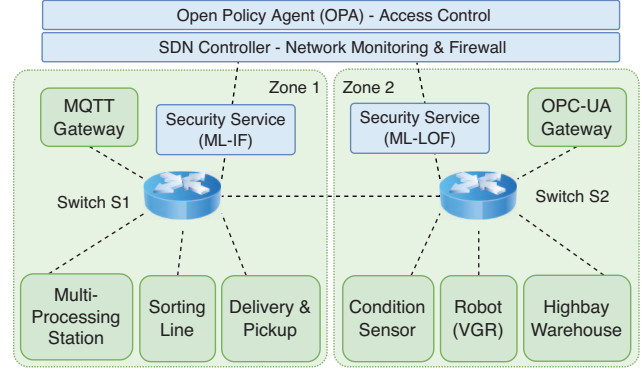 Open Policy Agent (OPA) - Access Control
SDN Controller - Network Monitoring & Firewall
Zone 1
Zone 2
MQTT
Gateway
Security Service
(ML-IF)
Security Service
(ML-LOF)
OPC-UA
Gateway
Switch S1
Switch S2
Multi-
Processing
Station
Sorting
Line
Delivery &
Pickup
Condition
Sensor
Robot
(VGR)
Highbay
Warehouse